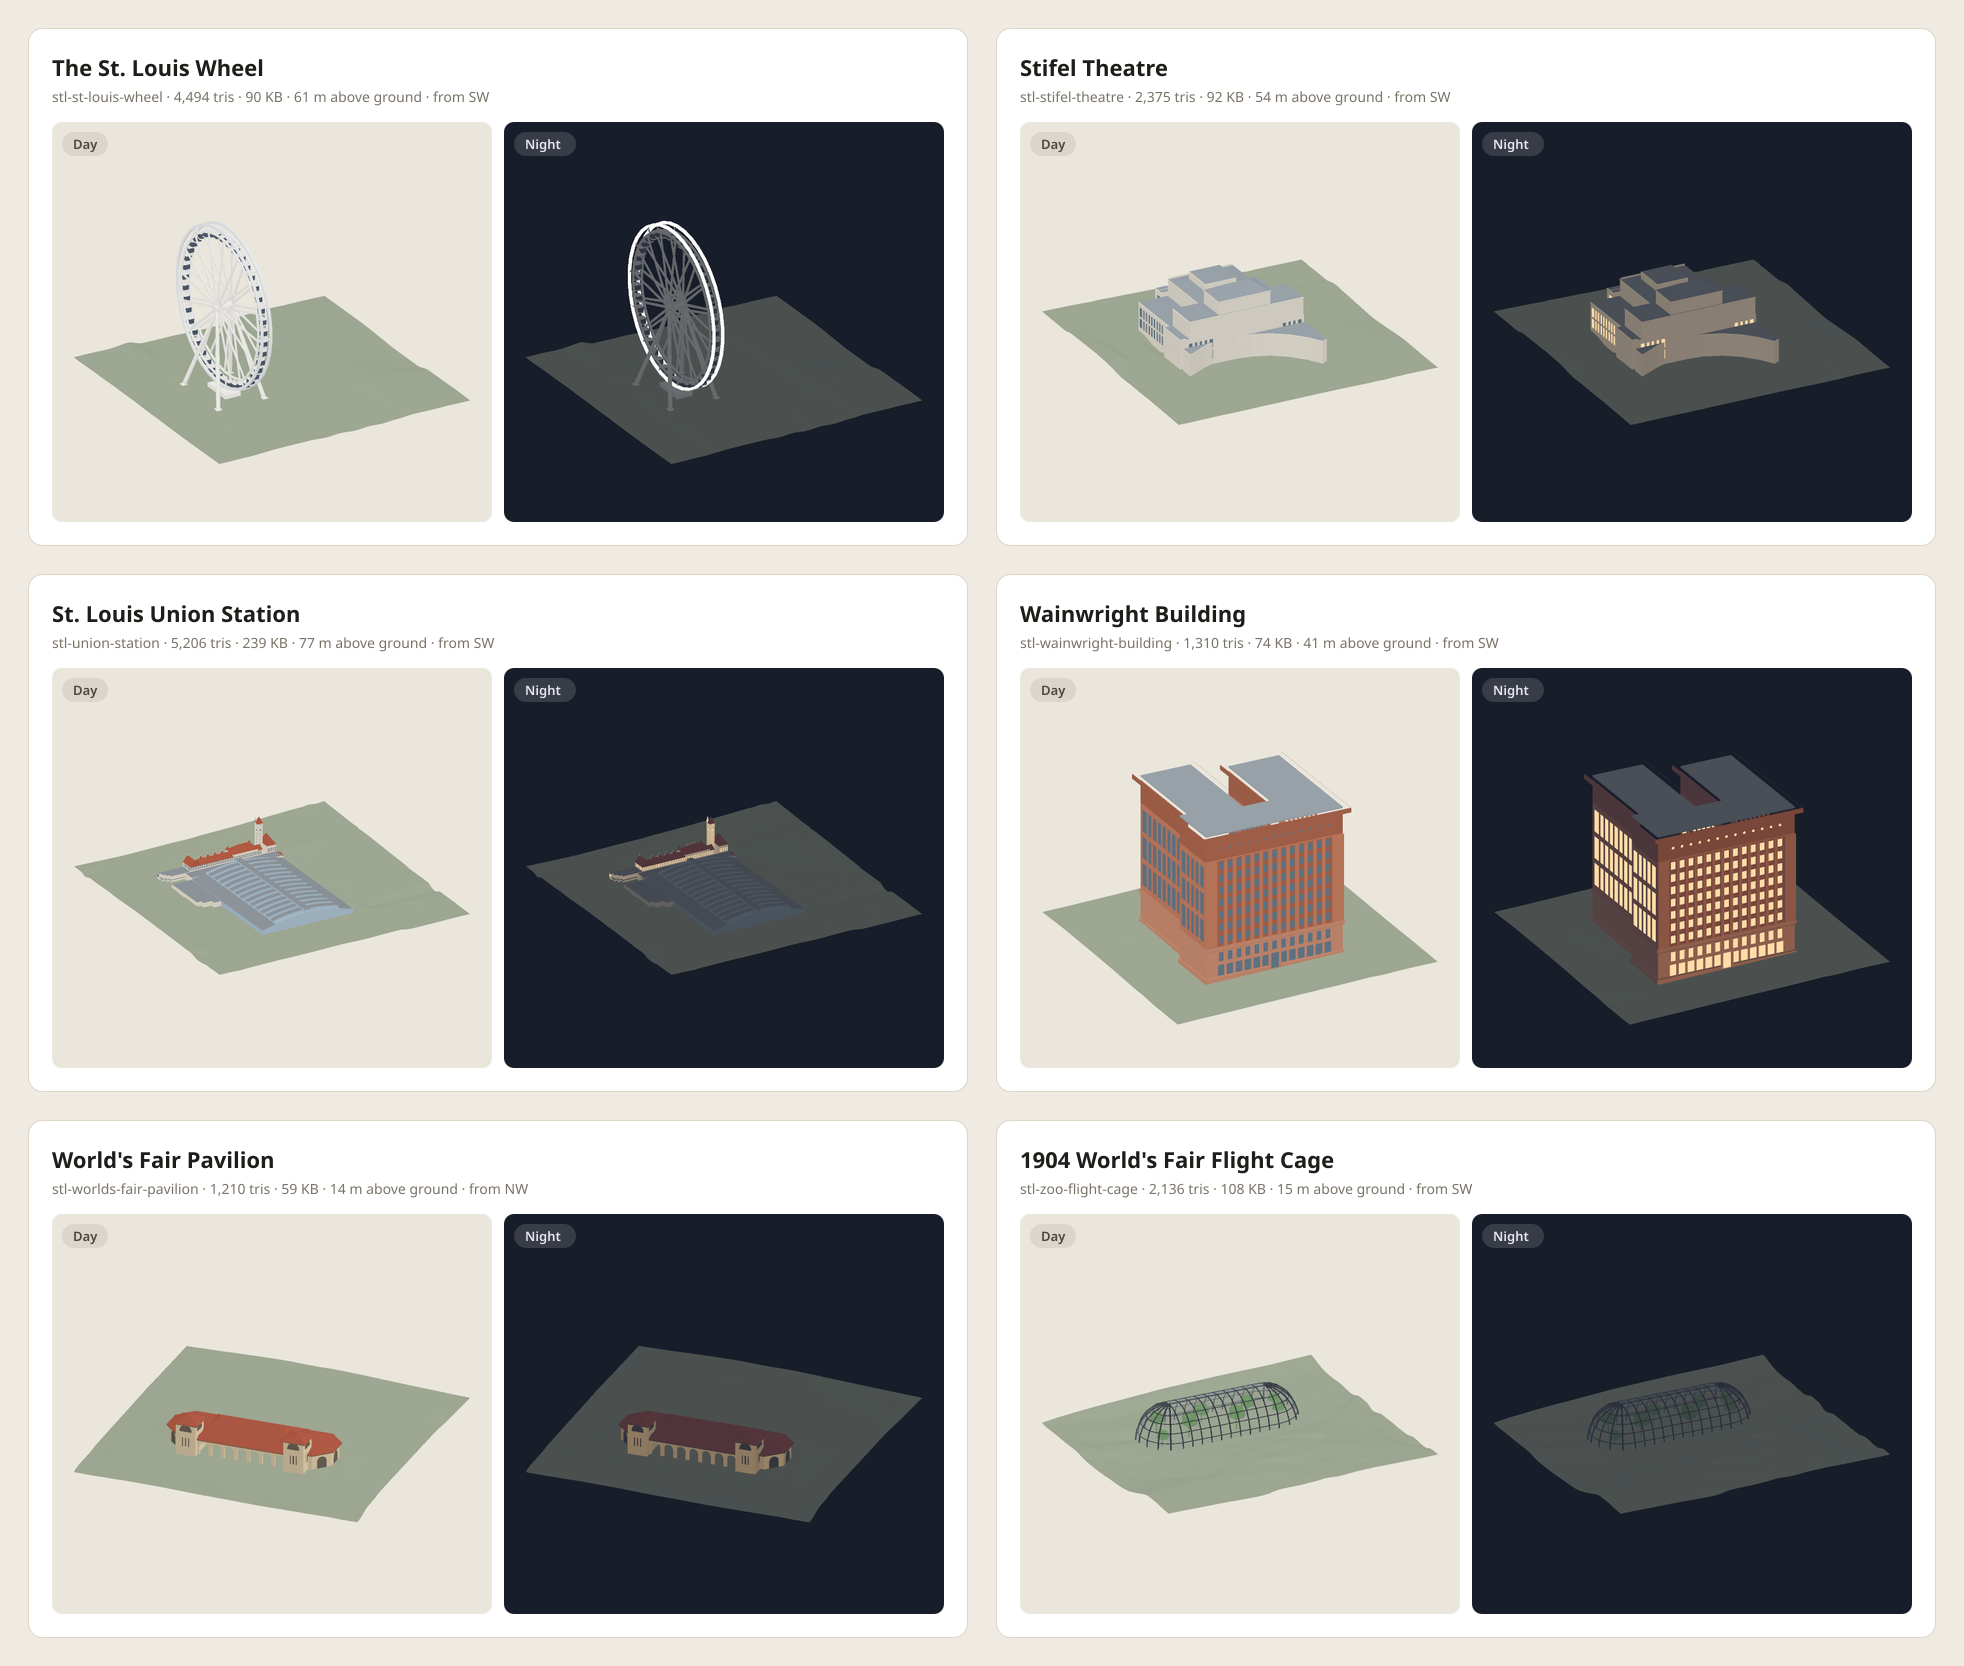 The St. Louis Wheel
stl-st-louis-wheel · 4,494 tris · 90 KB · 61 m above ground · from SW
Day
Night
Stifel Theatre
stl-stifel-theatre · 2,375 tris · 92 KB · 54 m above ground · from SW
Day
Night
St. Louis Union Station
stl-union-station · 5,206 tris · 239 KB · 77 m above ground · from SW
Day
Night
Wainwright Building
stl-wainwright-building · 1,310 tris · 74 KB · 41 m above ground · from SW
Day
Night
World's Fair Pavilion
stl-worlds-fair-pavilion · 1,210 tris · 59 KB · 14 m above ground · from NW
Day
Night
1904 World's Fair Flight Cage
stl-zoo-flight-cage · 2,136 tris · 108 KB · 15 m above ground · from SW
Day
Night